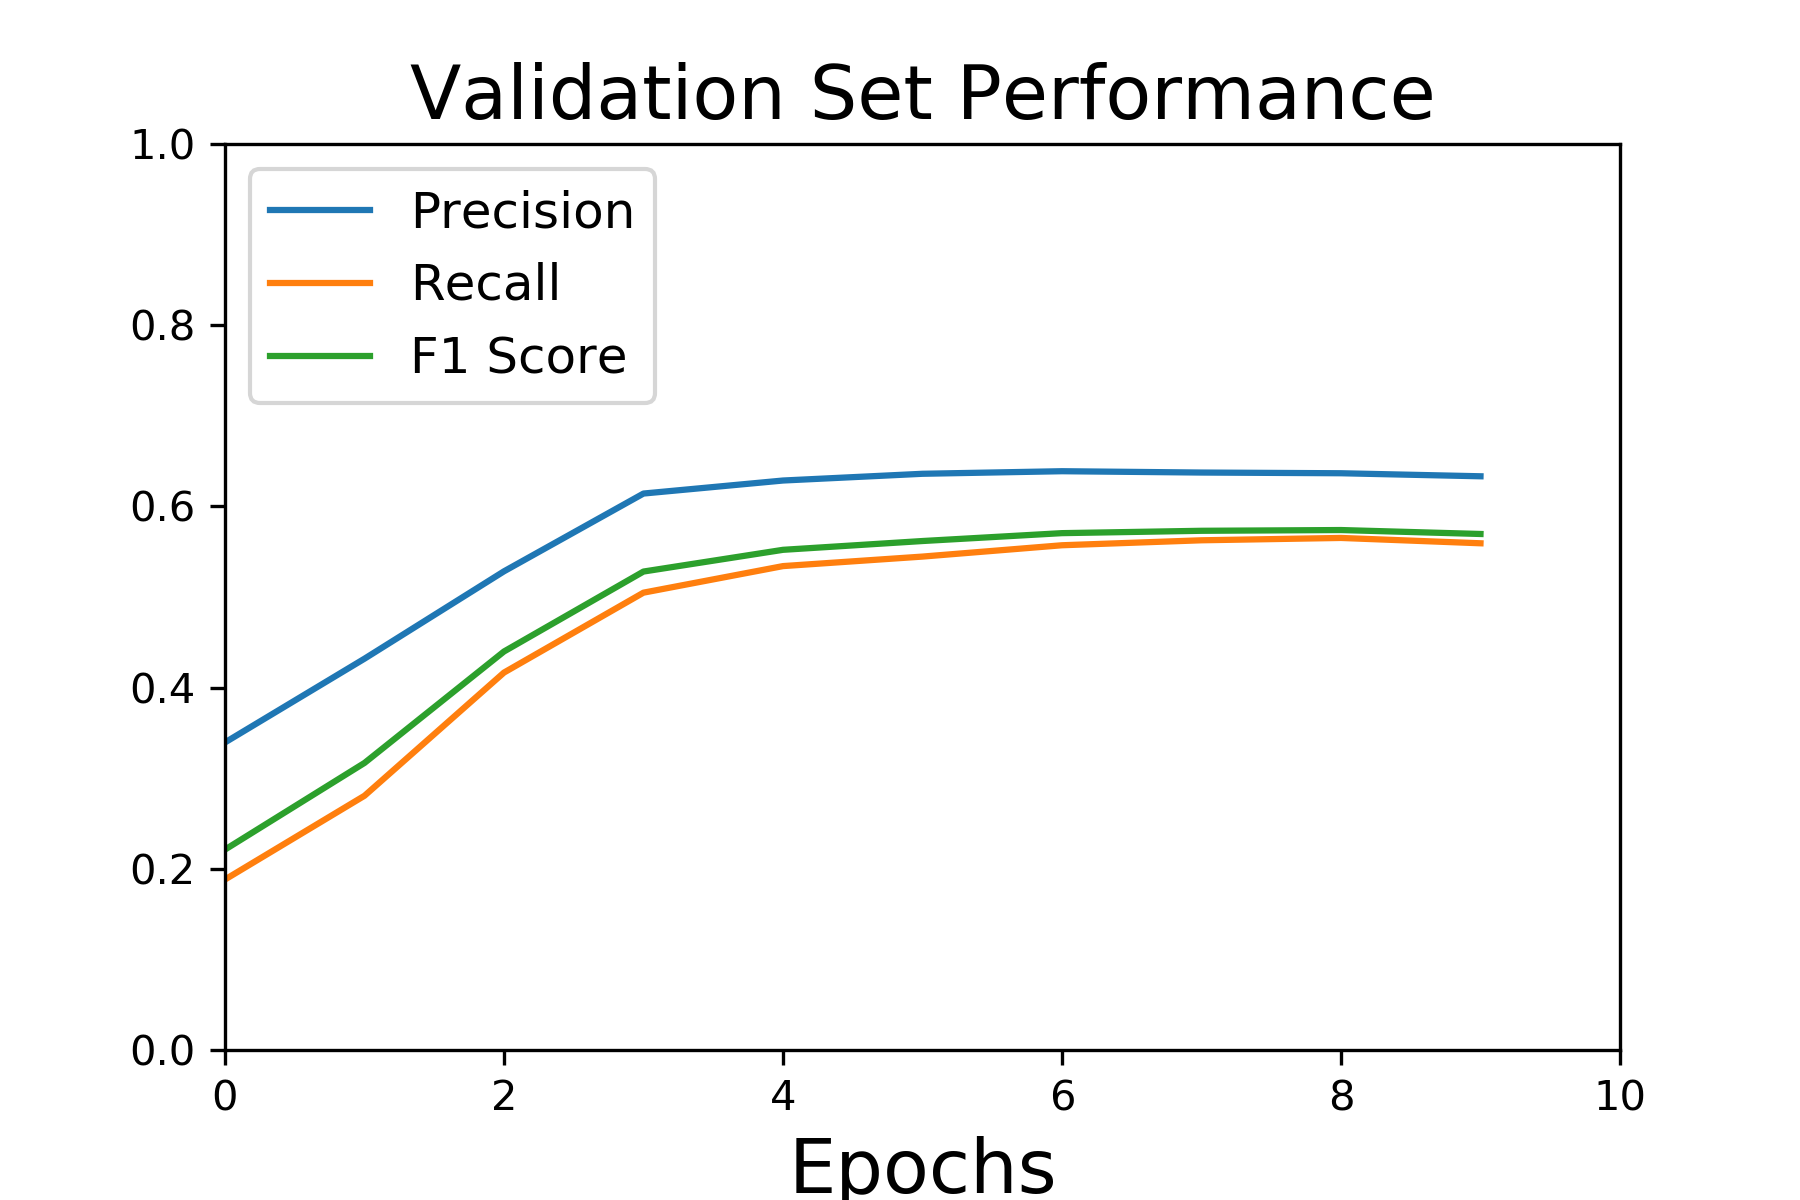 Validation Set Performance
1.0
0.8
0.6
0.4
0.2
0.0
Precision
Recall
F1 Score
0 2 4 6 8 10
Epochs